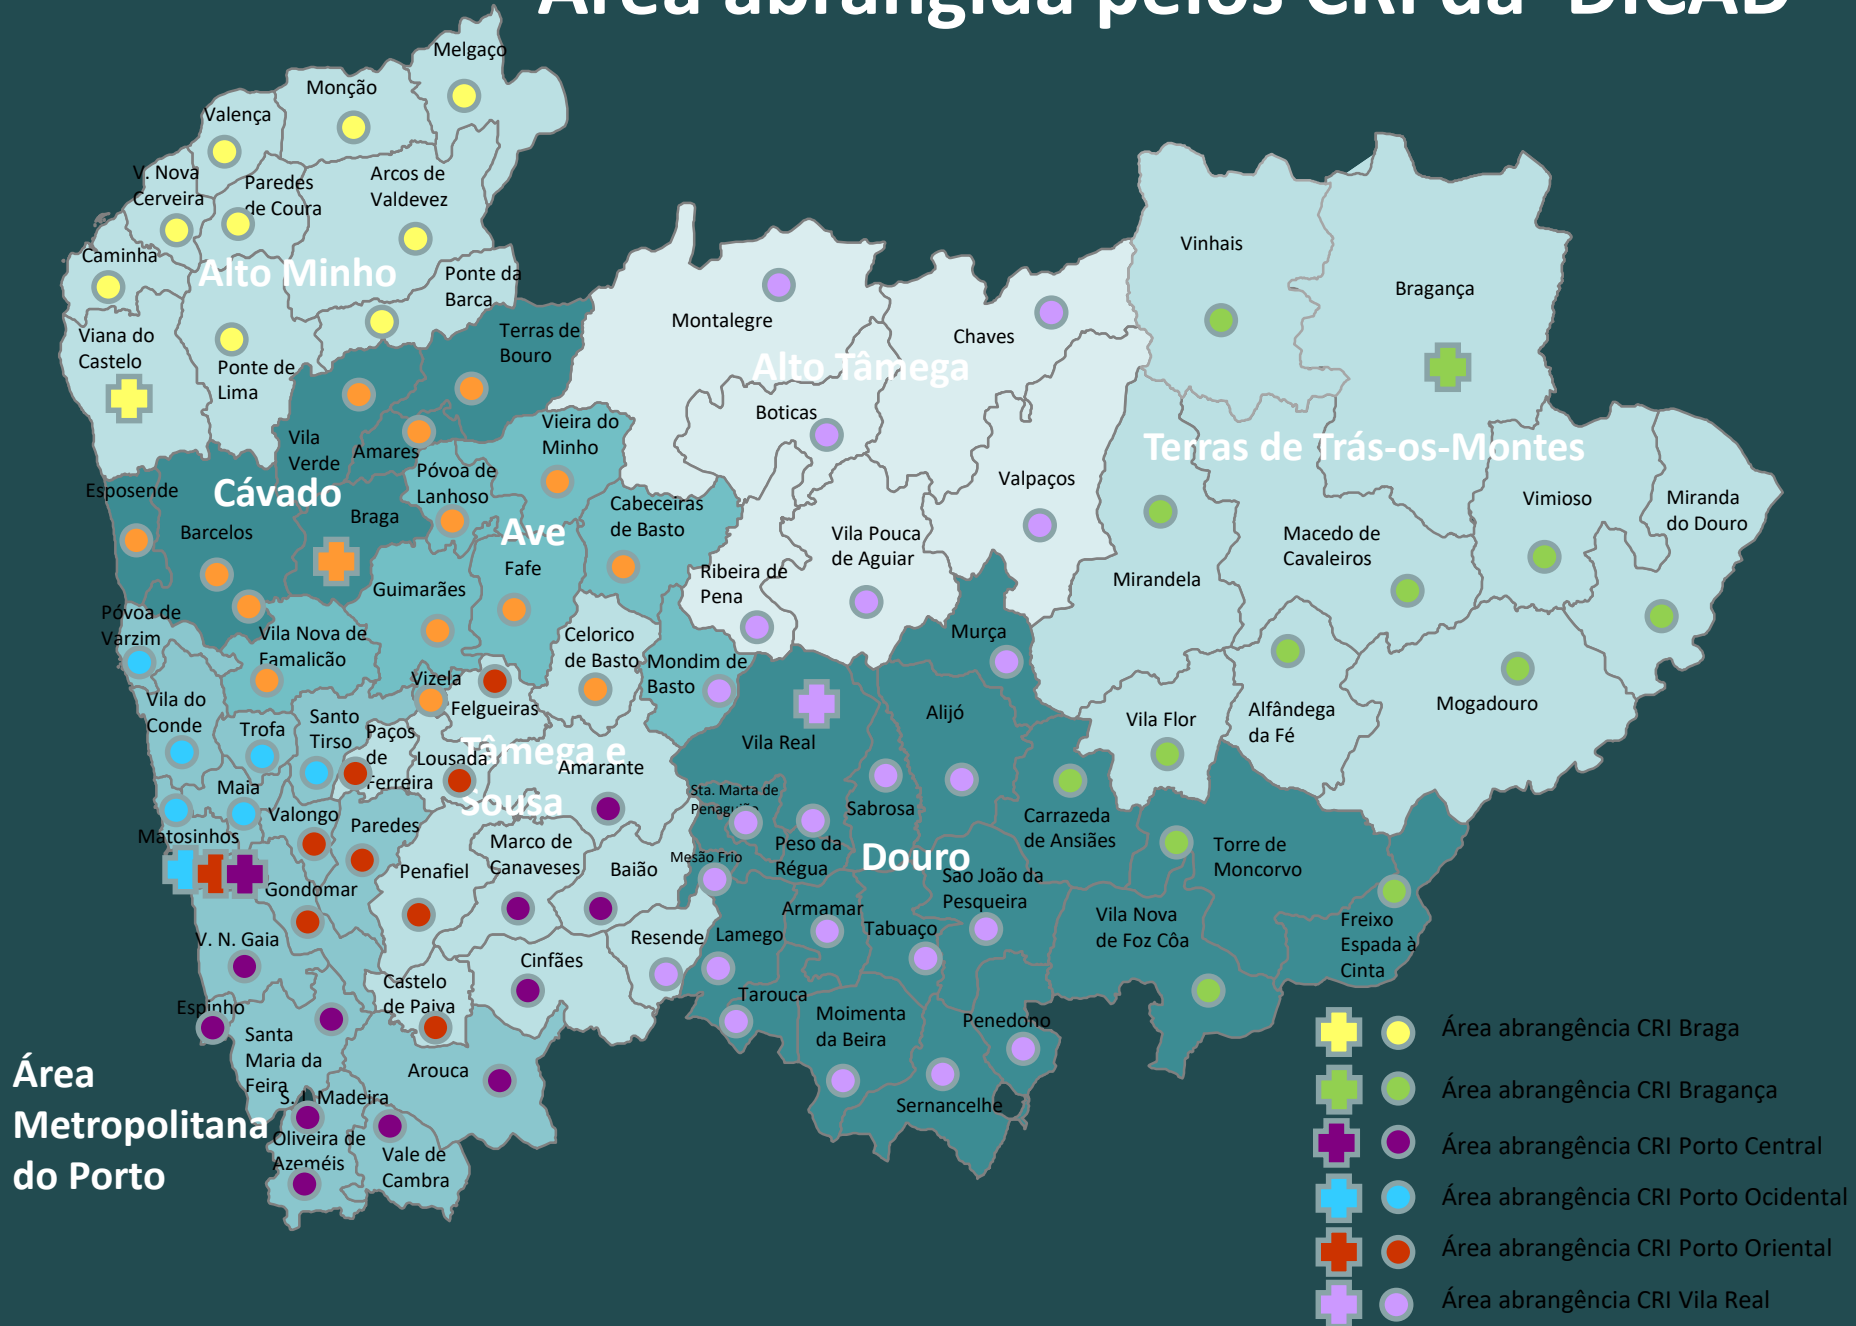 Área abrangida pelos CRI da DICAD
Melgaço
Monção
Valença
V. Nova
Cerveira
Paredes
de Coura
Arcos de
Valdevez
Caminha
Alto Minho
Ponte da
Barca
Viana do
Castelo
Ponte de
Lima
Terras de
Bouro
Vila
Verde
Amares
Vieira do
Minho
Póvoa de
Lanhoso
Esposende
Cávado
Barcelos
Braga
Ave
Cabeceiras
de Basto
Fafe
Guimarães
Póvoa de
Varzim
Vila Nova de
Famalicão
Celorico
de Basto
Mondim de
Basto
Vizela
Felgueiras
Vila do
Conde
Trofa
Santo
Tirso
Paços
de
Ferreira
Lousada
Tâmega e
Sousa
Amarante
Maia
Matosinhos
Valongo
Paredes
Gondomar
Penafiel
Marco de
Canaveses
Baião
V. N. Gaia
Cinfães
Resende
Castelo
de Paiva
Espinho
Santa
Maria da
Feira
Arouca
S. J. Madeira
Oliveira de
Azeméis
Vale de
Cambra
Área
Metropolitana
do Porto
Montalegre
Chaves
Alto Tâmega
Boticas
Valpaços
Vila Pouca
de Aguiar
Ribeira de
Pena
Vinhais
Bragança
Terras de Trás-os-Montes
Vimioso
Miranda
do Douro
Macedo de
Cavaleiros
Mirandela
Mogadouro
Alfândega
da Fé
Vila Flor
Murça
Alijó
Vila Real
Sta. Marta de
Penaguião
Sabrosa
Peso da
Régua
Mesão Frio
Douro
Carrazeda
de Ansiães
Torre de
Moncorvo
Sao João da
Pesqueira
Armamar
Tabuaço
Lamego
Vila Nova
de Foz Côa
Freixo
Espada à
Cinta
Tarouca
Moimenta
da Beira
Penedono
Sernancelhe
Área abrangência CRI Braga
Área abrangência CRI Bragança
Área abrangência CRI Porto Central
Área abrangência CRI Porto Ocidental
Área abrangência CRI Porto Oriental
Área abrangência CRI Vila Real